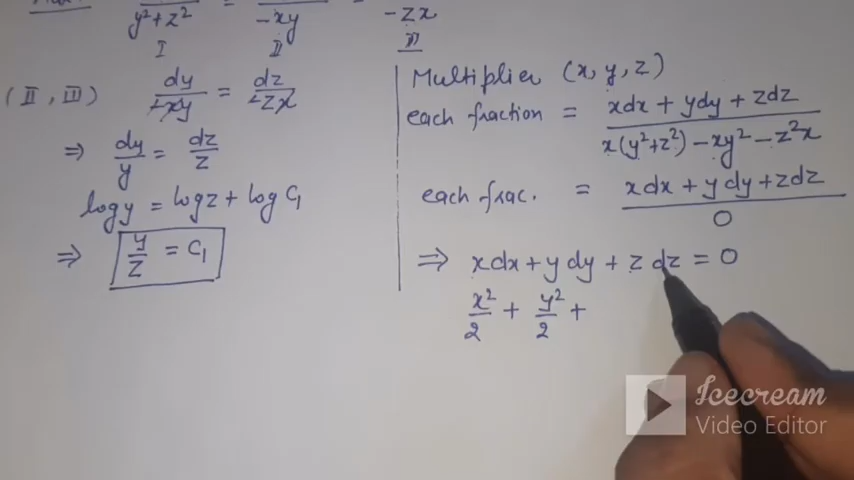 y²+z² = -xy -zx
I II III
(II, III) dy/-xy = dz/-zx
⇒ dy/y = dz/z
log y = log z + log C₁
⇒ y/z = C₁
Multiplier (x, y, z)
each fraction = xdx + ydy + zdz / x(y²+z²) - xy² - z²x
each frac. = xdx + ydy + zdz / 0
⇒ xdx + y dy + z dz = 0
x²/2 + y²/2 +
Icecream
Video Editor